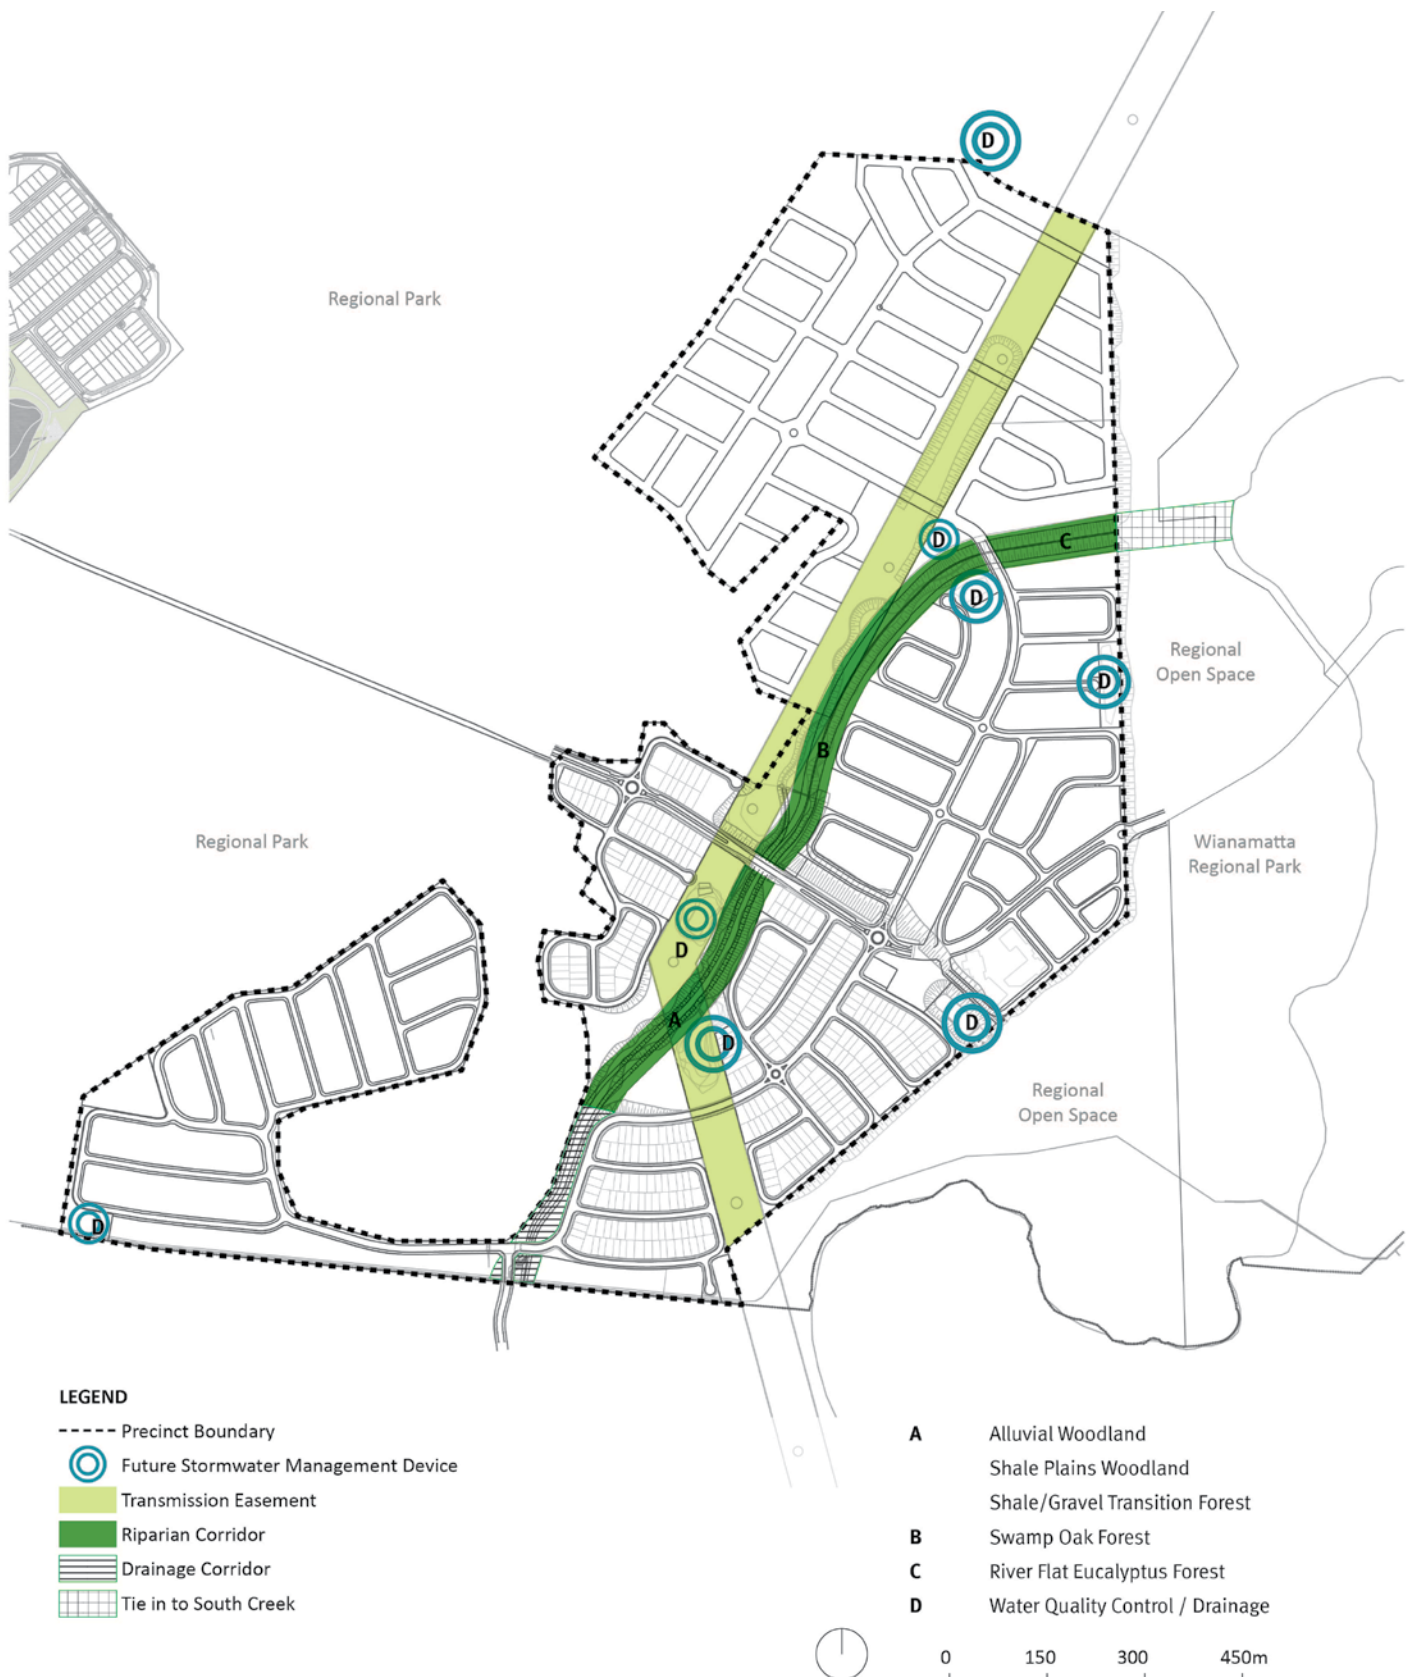 D
Regional Park
D
C
D
Regional
Open Space
D
B
Regional Park
Wianamatta
Regional Park
D
A
D
D
Regional
Open Space
D
LEGEND
Precinct Boundary
Future Stormwater Management Device
Transmission Easement
Riparian Corridor
Drainage Corridor
Tie in to South Creek
A Alluvial Woodland
Shale Plains Woodland
Shale/Gravel Transition Forest
B Swamp Oak Forest
C River Flat Eucalyptus Forest
D Water Quality Control / Drainage
0 150 300 450m